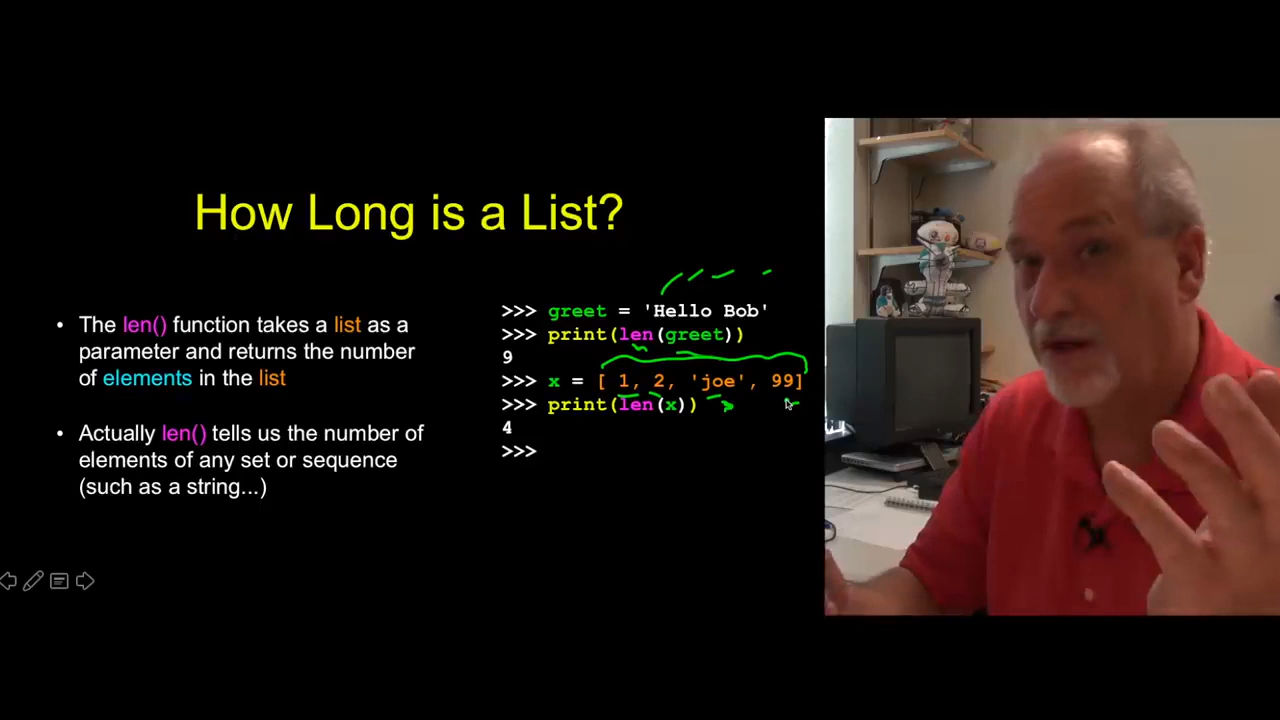 How Long is a List?
• The len() function takes a list as a
parameter and returns the number
of elements in the list
• Actually len() tells us the number of
elements of any set or sequence
(such as a string...)
>>> greet = 'Hello Bob'
>>> print(len(greet))
9
>>> x = [ 1, 2, 'joe', 99]
>>> print(len(x))
4
>>>